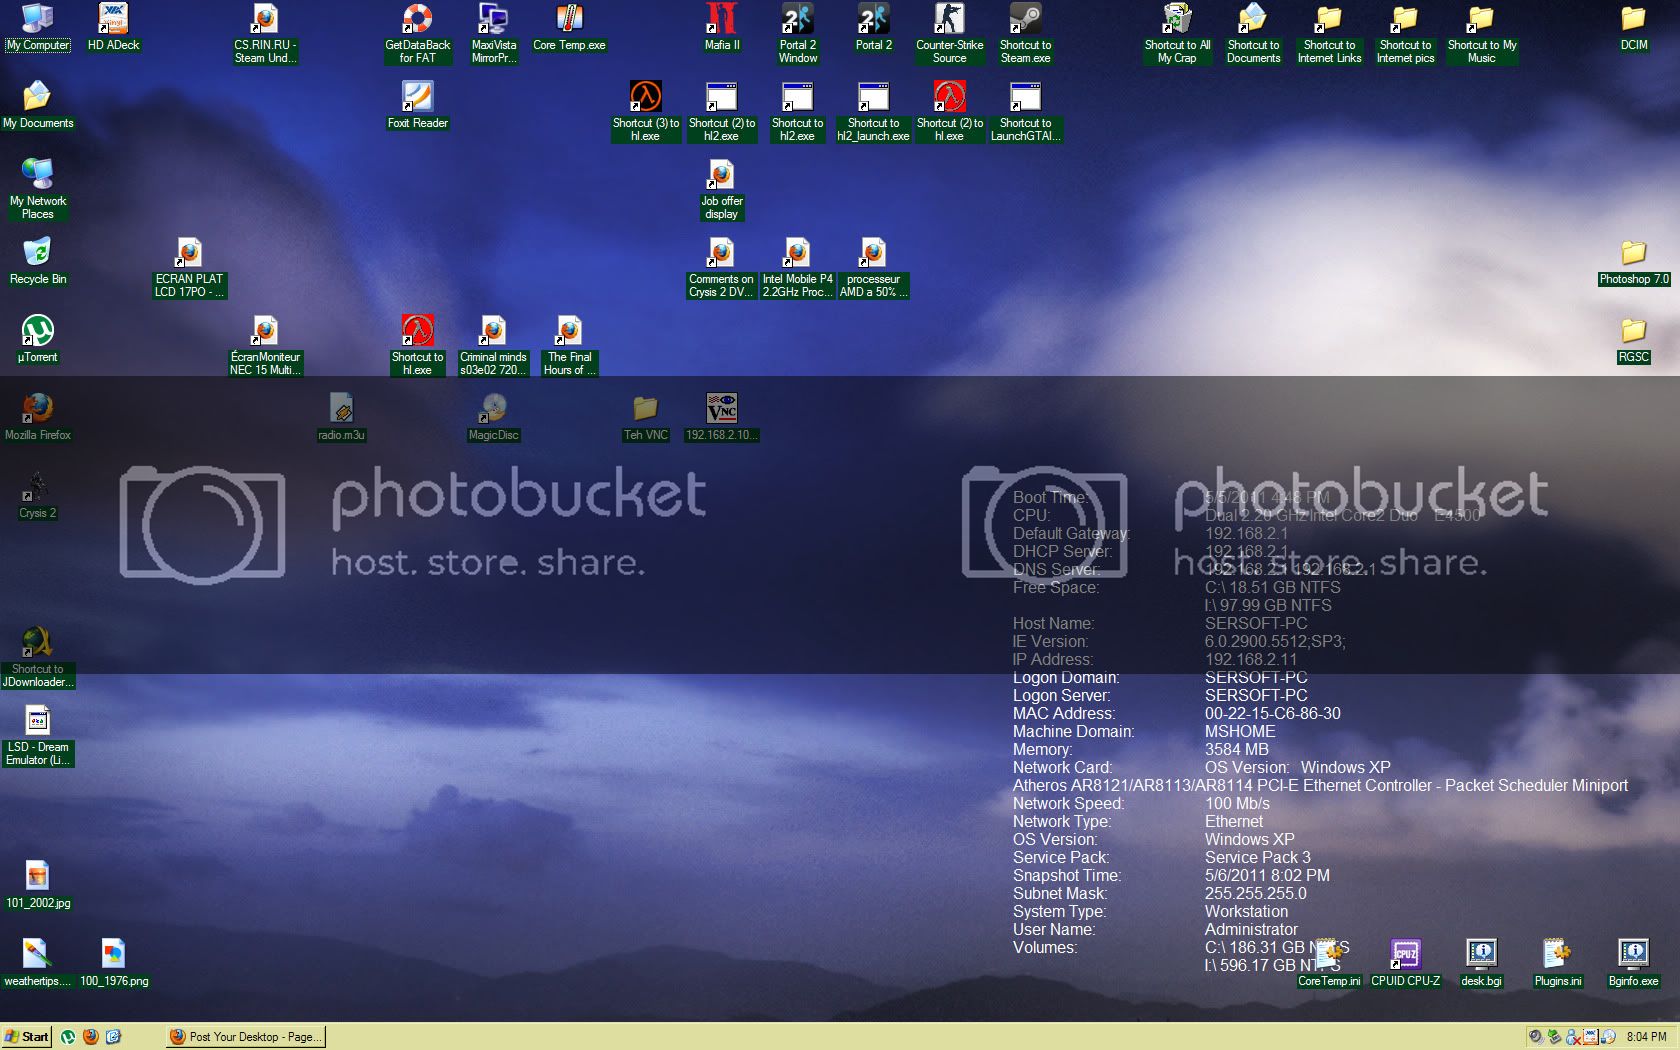 My Computer
HD ADeck
CS.RIN.RU -
Steam Und...
GetDataBack
for FAT
MaxiVista
MirrorPr...
Core Temp.exe
Mafia II
Portal 2
Window
Portal 2
Counter-Strike
Source
Shortcut to
Steam.exe
Shortcut to All
My Crap
Shortcut to
Documents
Shortcut to
Internet Links
Shortcut to
Internet pics
Shortcut to My
Music
DCIM
My Documents
Foxit Reader
Shortcut (3) to
hl.exe
Shortcut (2) to
hl2.exe
Shortcut to
hl2.exe
Shortcut to
hl2_launch.exe
Shortcut (2) to
hl.exe
Shortcut to
LaunchGTAI...
My Network
Places
Job offer
display
Recycle Bin
ECRAN PLAT
LCD 17PO - ...
Comments on
Crysis 2 DV...
Intel Mobile P4
2.2GHz Proc...
processeur
AMD a 50% ...
Photoshop 7.0
µTorrent
ÉcranMoniteur
NEC 15 Multi...
Shortcut to
hl.exe
Criminal minds
s03e02 720...
The Final
Hours of ...
RGSC
Mozilla Firefox
radio.m3u
MagicDisc
Teh VNC
VNC
192.168.2.10...
Crysis 2
photobucket
host. store. share.
photobucket
host. store. share.
Boot Time: 5/5/2011 4:48 PM
CPU: Dual 2.20 GHz Intel Core2 Duo E4500
Default Gateway: 192.168.2.1
DHCP Server: 192.168.2.1
DNS Server: 192.168.2.1 192.168.2.1
Free Space: C:\ 18.51 GB NTFS
I:\ 97.99 GB NTFS
Host Name: SERSOFT-PC
IE Version: 6.0.2900.5512;SP3;
IP Address: 192.168.2.11
Logon Domain: SERSOFT-PC
Logon Server: SERSOFT-PC
MAC Address: 00-22-15-C6-86-30
Machine Domain: MSHOME
Memory: 3584 MB
Network Card: OS Version: Windows XP
Atheros AR8121/AR8113/AR8114 PCI-E Ethernet Controller - Packet Scheduler Miniport
Network Speed: 100 Mb/s
Network Type: Ethernet
OS Version: Windows XP
Service Pack: Service Pack 3
Snapshot Time: 5/6/2011 8:02 PM
Subnet Mask: 255.255.255.0
System Type: Workstation
User Name: Administrator
Volumes: C:\ 186.31 GB NTFS
I:\ 596.17 GB NTFS
Shortcut to
JDownloader...
LSD - Dream
Emulator (Li...
101_2002.jpg
weathertips....
100_1976.png
CoreTemp.ini
CPUID CPU-Z
desk.bgi
Plugins.ini
Bginfo.exe
Start
Post Your Desktop - Page...
8:04 PM